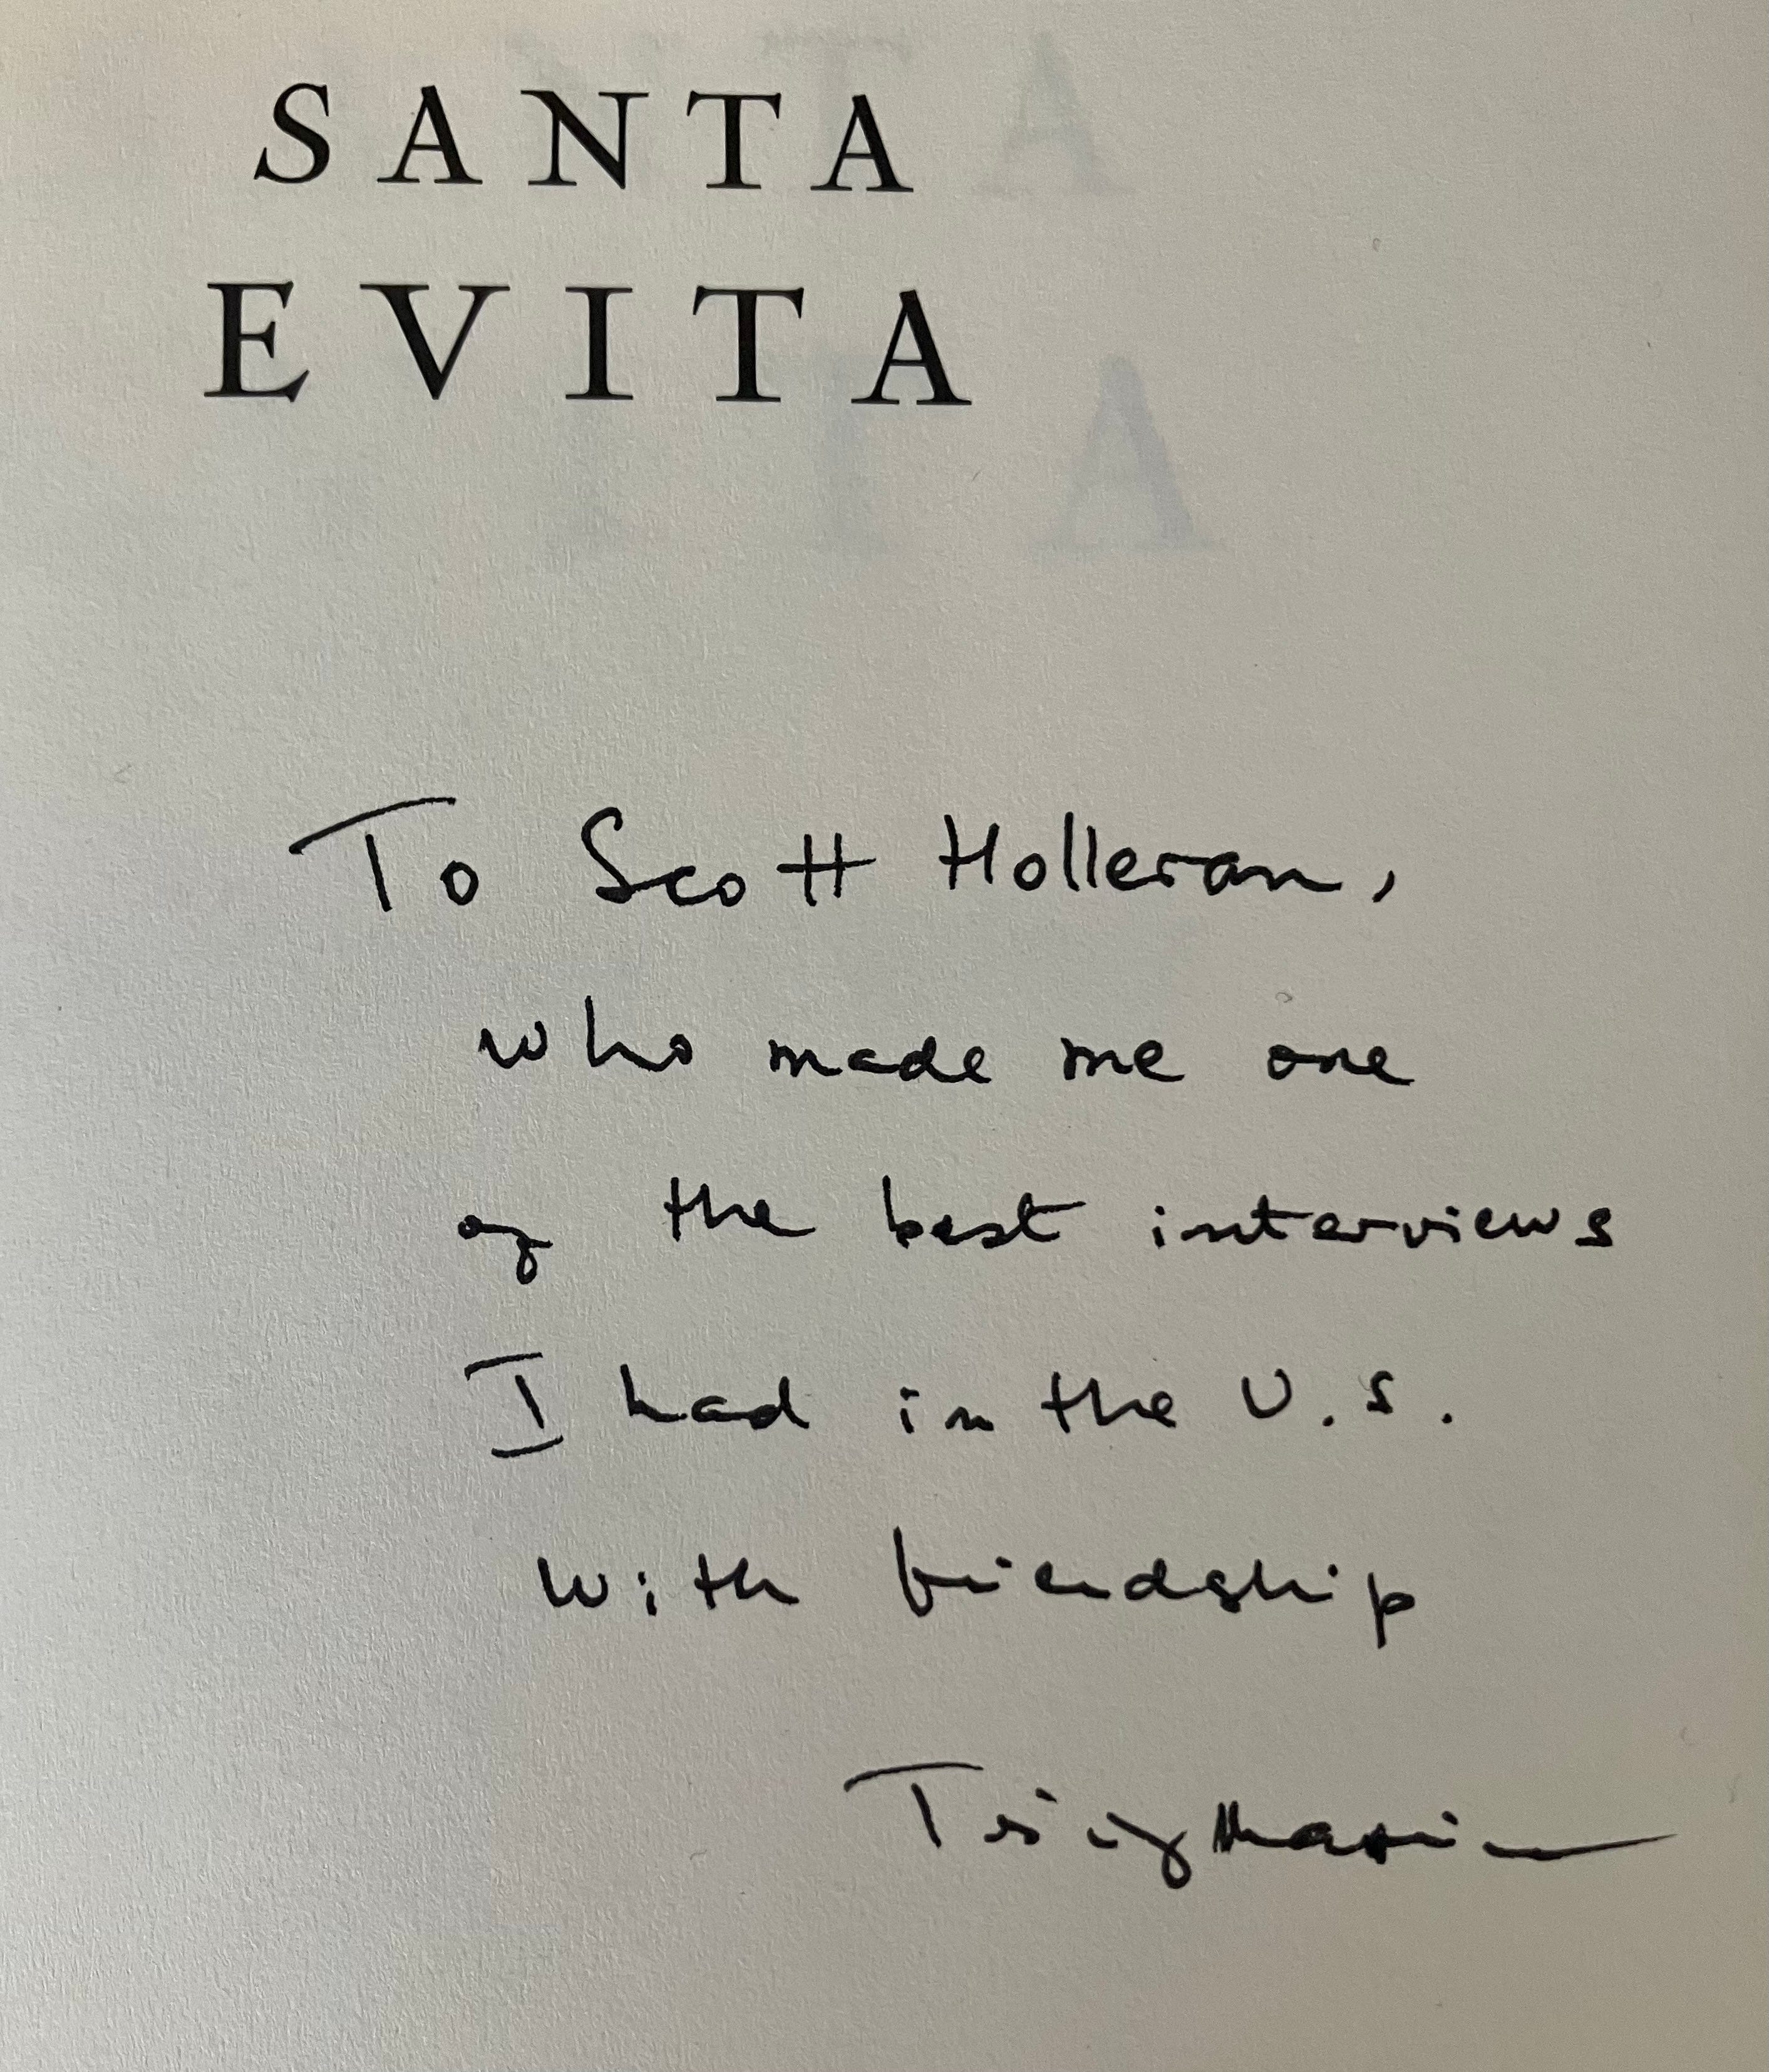 SANTA
EVITA
To Scott Holleran,
who made me one
of the best interviews
I had in the U.S.
with friendship